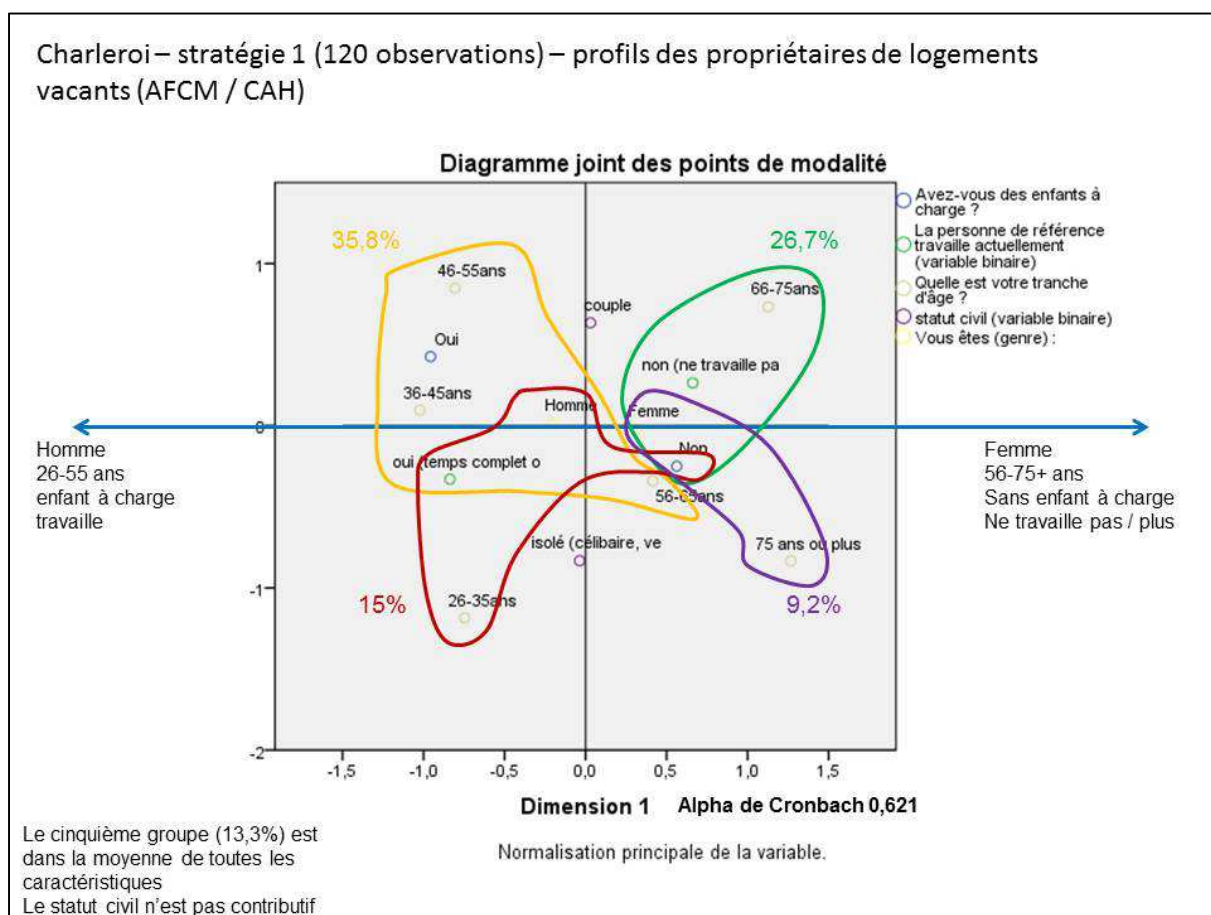 Charleroi – stratégie 1 (120 observations) – profils des propriétaires de logements
vacants (AFCM / CAH)
Diagramme joint des points de modalité
Avez-vous des enfants à
charge ?
La personne de référence
travaille actuellement
(variable binaire)
Quelle est votre tranche
d'âge ?
statut civil (variable binaire)
Vous êtes (genre) :
35,8%
26,7%
46-55ans
66-75ans
couple
Oui
non (ne travaille pa
36-45ans
Homme
Femme
Non
oui (temps complet o
56-65ans
isolé (célibaire, ve
75 ans ou plus
26-35ans
15%
9,2%
1
0
-1
-2
-1,5
-1,0
-0,5
0,0
0,5
1,0
1,5
Homme
26-55 ans
enfant à charge
travaille
Femme
56-75+ ans
Sans enfant à charge
Ne travaille pas / plus
Dimension 1
Alpha de Cronbach 0,621
Normalisation principale de la variable.
Le cinquième groupe (13,3%) est
dans la moyenne de toutes les
caractéristiques
Le statut civil n'est pas contributif